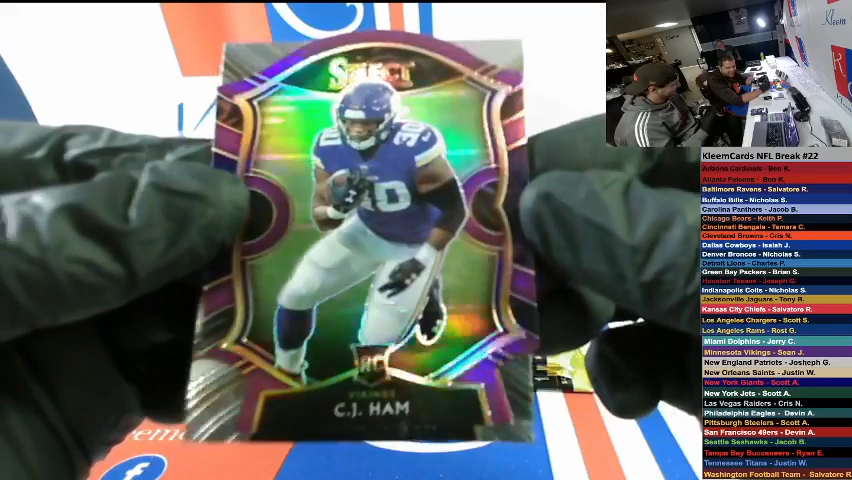 SELECT
30
30
RC
VIKINGS
C.J. HAM
Kleem
KleemCards NFL Break #22
Arizona Cardinals - Ben K.
Atlanta Falcons - Ben K.
Baltimore Ravens - Salvatore R.
Buffalo Bills - Nicholas S.
Carolina Panthers - Jacob B.
Chicago Bears - Keith P.
Cincinnati Bengals - Tamara C.
Cleveland Browns - Cris N.
Dallas Cowboys - Isaiah J.
Denver Broncos - Nicholas S.
Detroit Lions - Charles P.
Green Bay Packers - Brian S.
Houston Texans - Joseph G.
Indianapolis Colts - Nicholas S.
Jacksonville Jaguars - Tony B.
Kansas City Chiefs - Salvatore R.
Los Angeles Chargers - Scott S.
Los Angeles Rams - Rost G.
Miami Dolphins - Jerry C.
Minnesota Vikings - Sean J.
New England Patriots - Josheph G.
New Orleans Saints - Justin W.
New York Giants - Scott A.
New York Jets - Scott A.
Las Vegas Raiders - Cris N.
Philadelphia Eagles - Devin A.
Pittsburgh Steelers - Scott A.
San Francisco 49ers - Devin A.
Seattle Seahawks - Jacob B.
Tampa Bay Buccaneers - Ryan E.
Tennessee Titans - Justin W.
Washington Football Team - Salvatore R